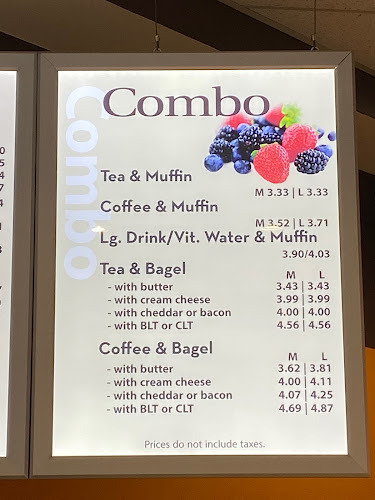 Combo
Combo
Tea & Muffin
M 3.33 | L 3.33
Coffee & Muffin
M 3.52 | L 3.71
Lg. Drink/Vit. Water & Muffin
3.90/4.03
Tea & Bagel M L
- with butter 3.43 | 3.43
- with cream cheese 3.99 | 3.99
- with cheddar or bacon 4.00 | 4.00
- with BLT or CLT 4.56 | 4.56
Coffee & Bagel M L
- with butter 3.62 | 3.81
- with cream cheese 4.00 | 4.11
- with cheddar or bacon 4.07 | 4.25
- with BLT or CLT 4.69 | 4.87
Prices do not include taxes.